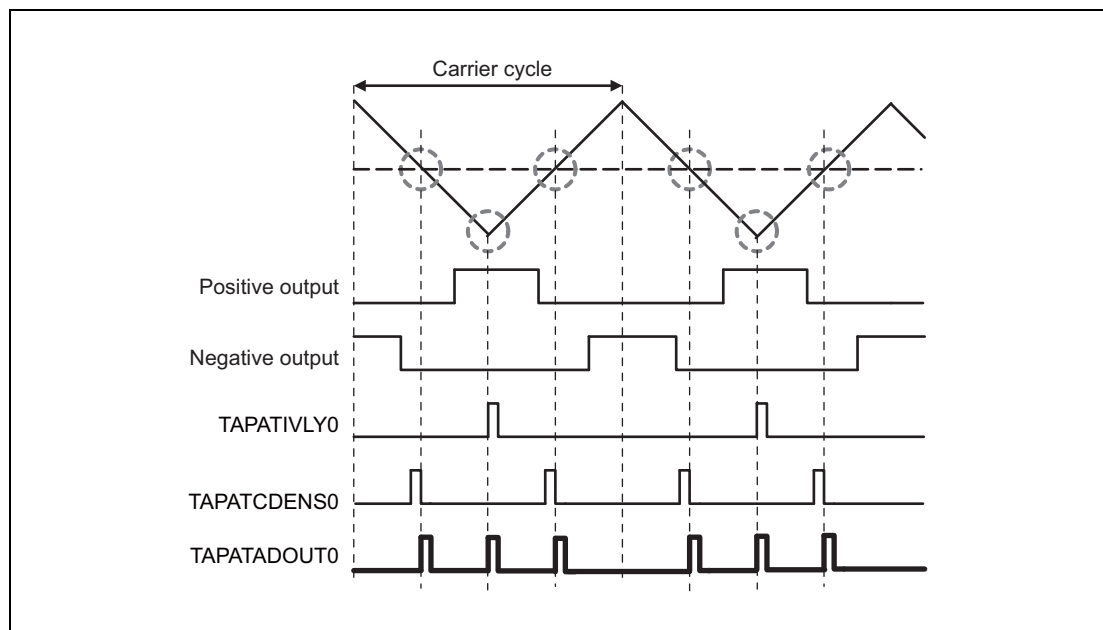 Carrier cycle
Positive output
Negative output
TAPATIVLY0
TAPATCDENS0
TAPATADOUT0